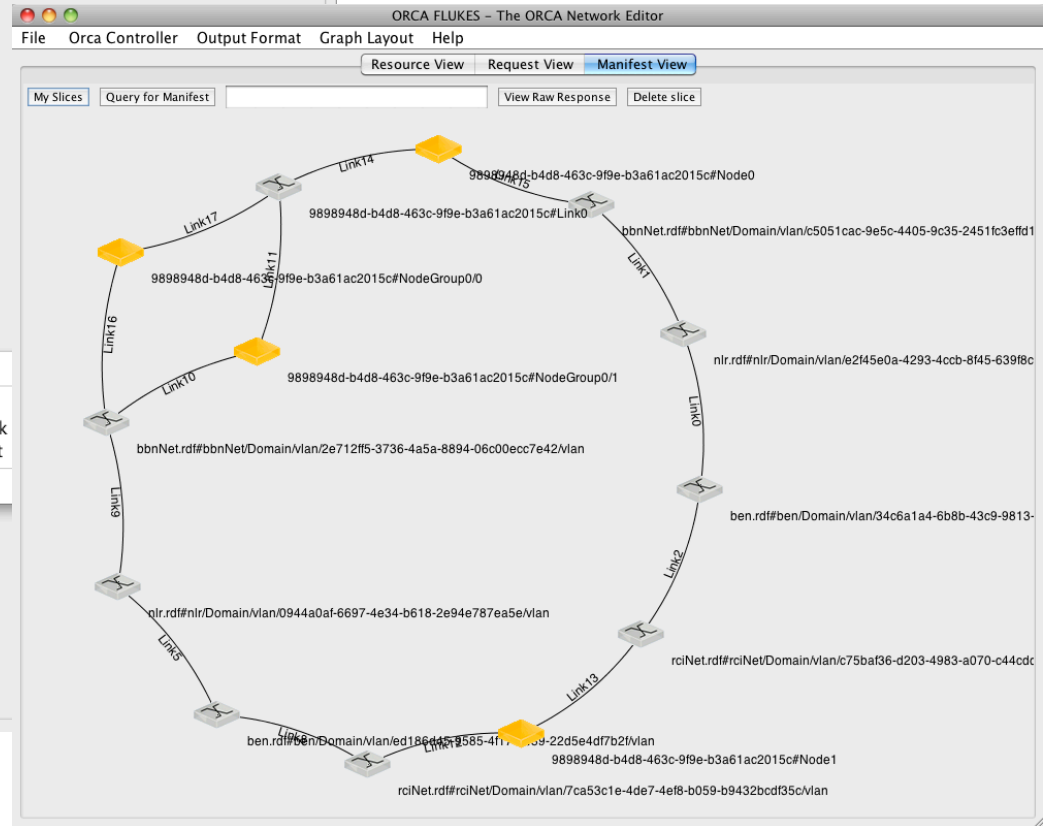 ORCA FLUKES – The ORCA Network Editor
File Orca Controller Output Format Graph Layout Help
Resource View Request View Manifest View
My Slices Query for Manifest View Raw Response Delete slice
Link14
9898948d-b4d8-463c-9f9e-b3a61ac2015c#Node0
Link15
9898948d-b4d8-463c-9f9e-b3a61ac2015c#Link0
Link17
bbnNet.rdf#bbnNet/Domain/vlan/c5051cac-9e5c-4405-9c35-2451fc3effd1
Link11
Link1
9898948d-b4d8-463c-9f9e-b3a61ac2015c#NodeGroup0/0
Link16
nlr.rdf#nlr/Domain/vlan/e2f45e0a-4293-4ccb-8f45-639f8c
9898948d-b4d8-463c-9f9e-b3a61ac2015c#NodeGroup0/1
Link10
Link0
k
bbnNet.rdf#bbnNet/Domain/vlan/2e712ff5-3736-4a5a-8894-06c00ecc7e42/vlan
t
Link9
ben.rdf#ben/Domain/vlan/34c6a1a4-6b8b-43c9-9813-
Link2
nlr.rdf#nlr/Domain/vlan/0944a0af-6697-4e34-b618-2e94e787ea5e/vlan
Link5
rciNet.rdf#rciNet/Domain/vlan/c75baf36-d203-4983-a070-c44cdc
Link13
Link12
9898948d-b4d8-463c-9f9e-b3a61ac2015c#Node1
rciNet.rdf#rciNet/Domain/vlan/7ca53c1e-4de7-4ef8-b059-b9432bcdf35c/vlan